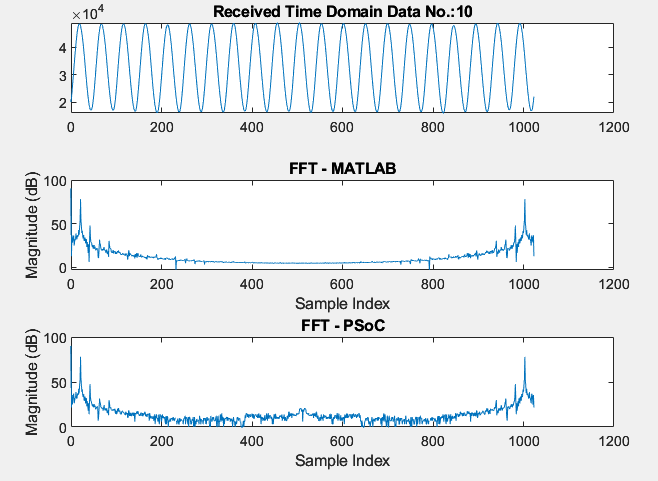 ×10⁴
Received Time Domain Data No.:10
4
3
2
0 200 400 600 800 1000 1200
FFT - MATLAB
Magnitude (dB)
100
50
0
0 200 400 600 800 1000 1200
Sample Index
FFT - PSoC
Magnitude (dB)
100
50
0
0 200 400 600 800 1000 1200
Sample Index